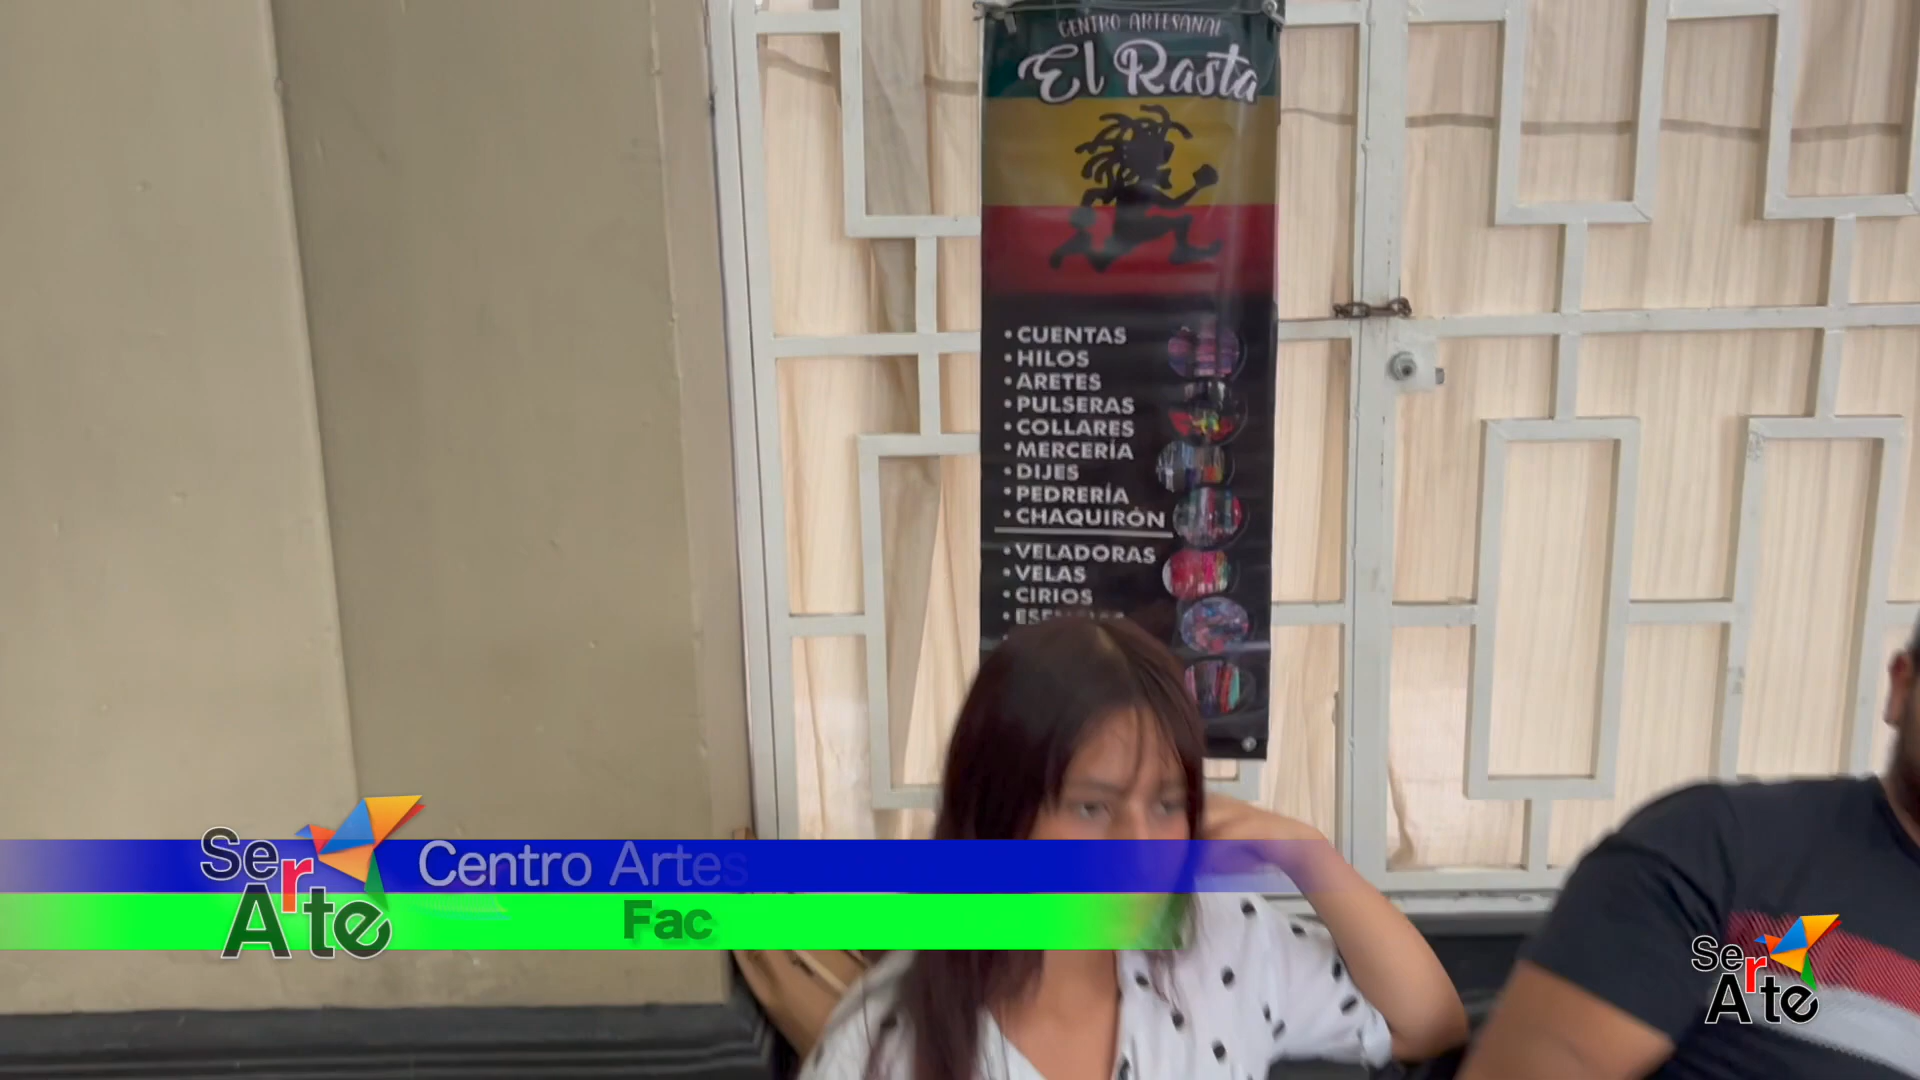 CENTRO ARTESANAL
El Rasta
• CUENTAS
• HILOS
• ARETES
• PULSERAS
• COLLARES
• MERCERÍA
• DIJES
• PEDRERÍA
• CHAQUIRÓN
• VELADORAS
• VELAS
• CIRIOS
Ser Arte
Centro Artes
Fac
Ser Arte